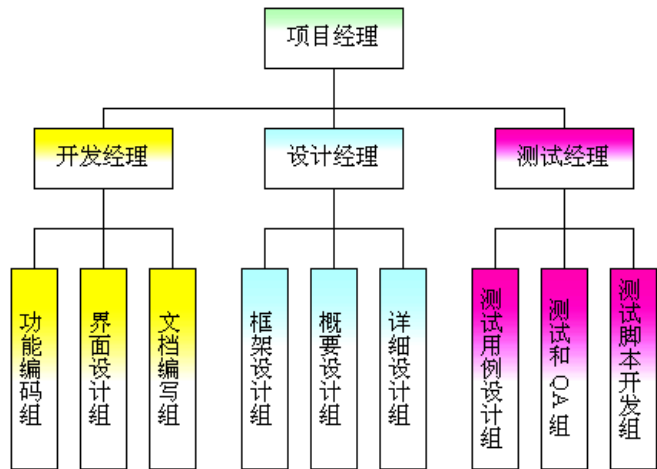 项目经理
开发经理
设计经理
测试经理
功能编码组
界面设计组
文档编写组
框架设计组
概要设计组
详细设计组
测试用例设计组
测试和QA组
测试脚本开发组